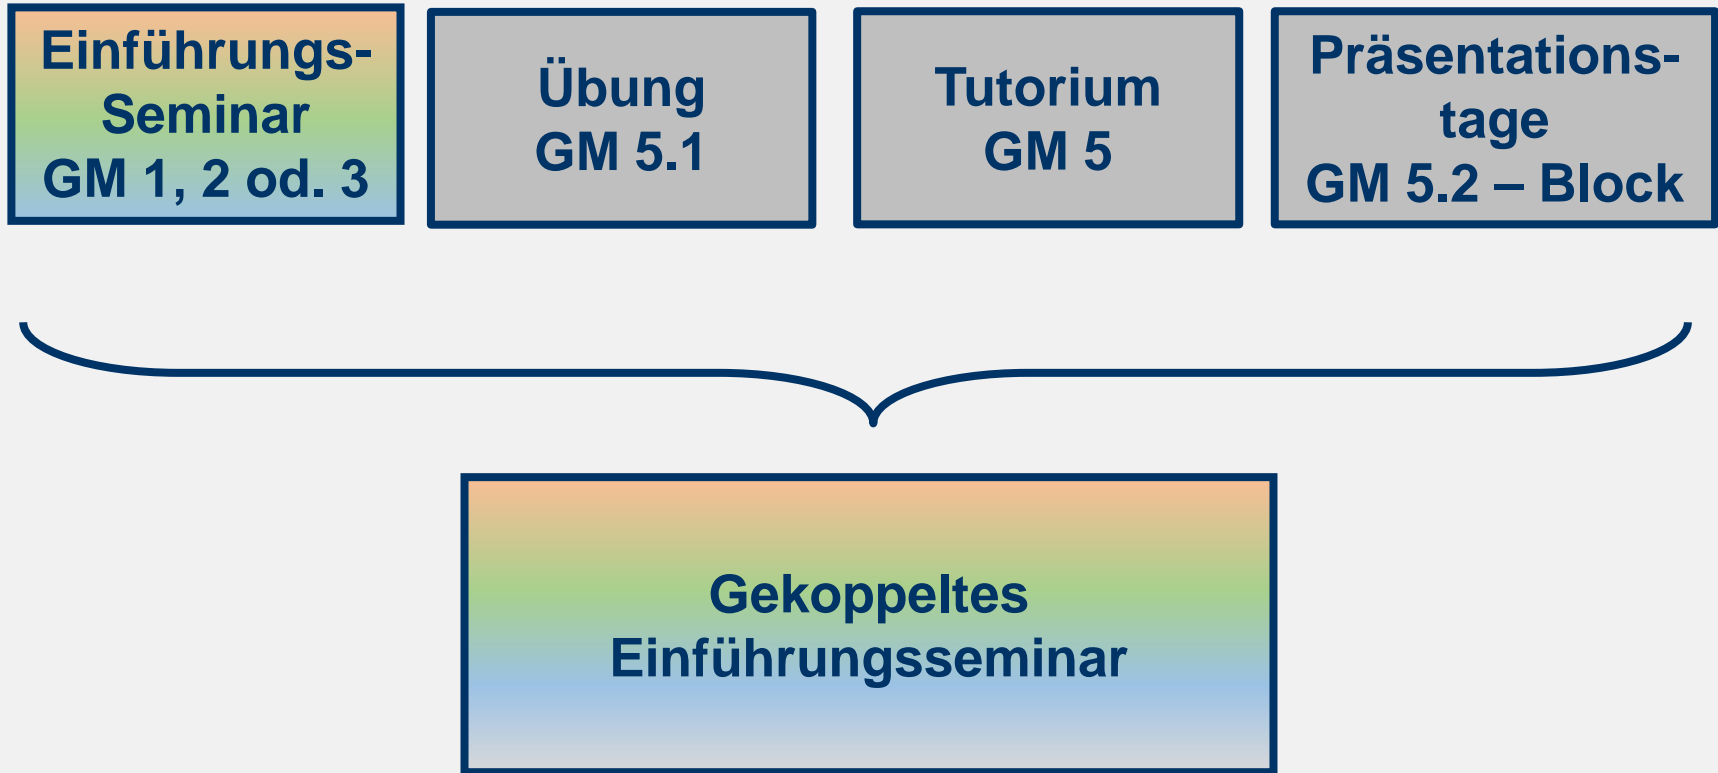 Einführungs-
Seminar
GM 1, 2 od. 3
Übung
GM 5.1
Tutorium
GM 5
Präsentations-
tage
GM 5.2 – Block
Gekoppeltes
Einführungsseminar